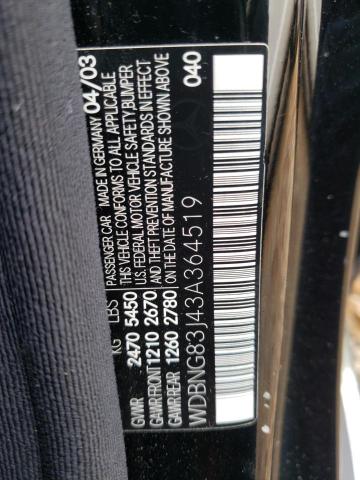 PASSENGER CAR MADE IN GERMANY 04/03
THIS VEHICLE CONFORMS TO ALL APPLICABLE
U.S. FEDERAL MOTOR VEHICLE SAFETY, BUMPER
AND THEFT PREVENTION STANDARDS IN EFFECT
ON THE DATE OF MANUFACTURE SHOWN ABOVE
KG LBS
GVWR 2470 5450
GAWR FRONT 1210 2670
GAWR REAR 1260 2780
040
WDBNG83J43A364519